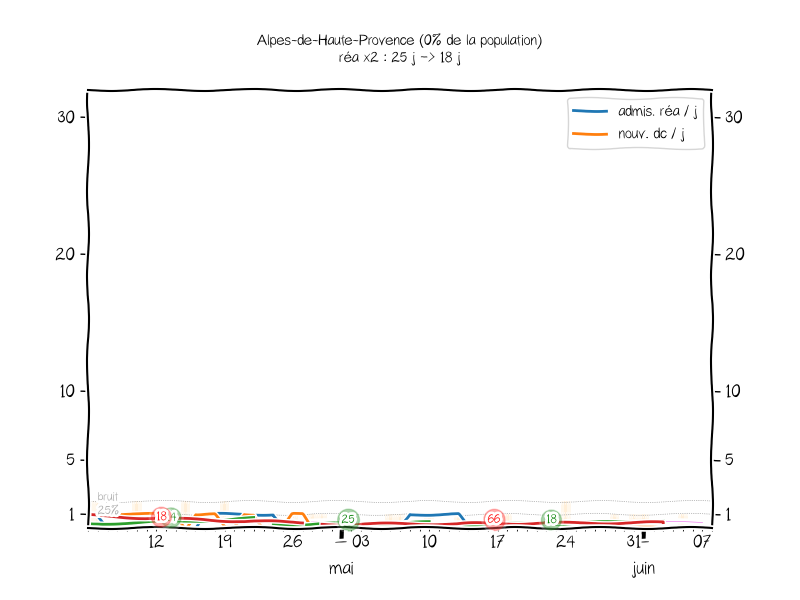 Alpes-de-Haute-Provence (0% de la population)
réa x2 : 25 j -> 18 j
admis. réa / j
nouv. dc / j
30 30
20 20
10 10
5 5
bruit
25%
1 1
18 25 66 18
12 19 26 03 10 17 24 31 07
mai juin